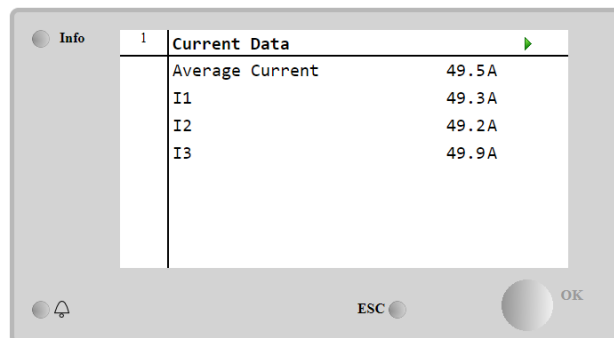 Info
1 Current Data
Average Current 49.5A
I1 49.3A
I2 49.2A
I3 49.9A
ESC
OK